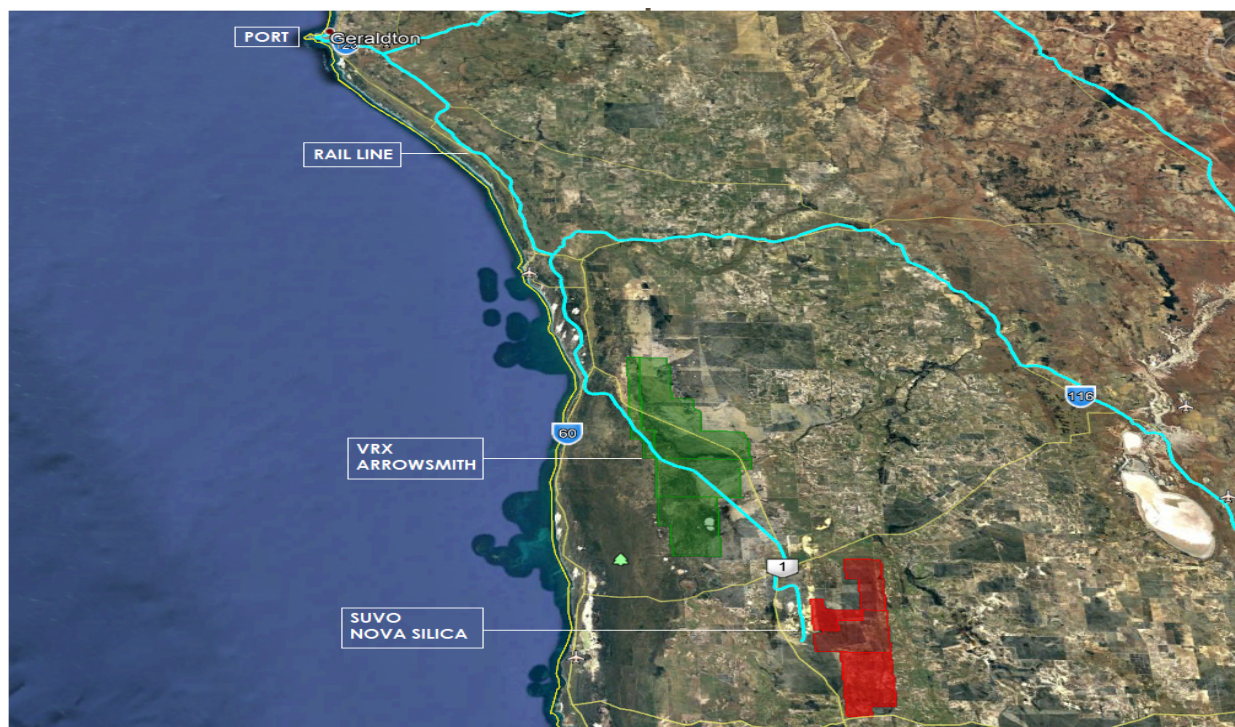 PORT
Geraldton
RAIL LINE
116
60
VRX
ARROWSMITH
1
SUVO
NOVA SILICA